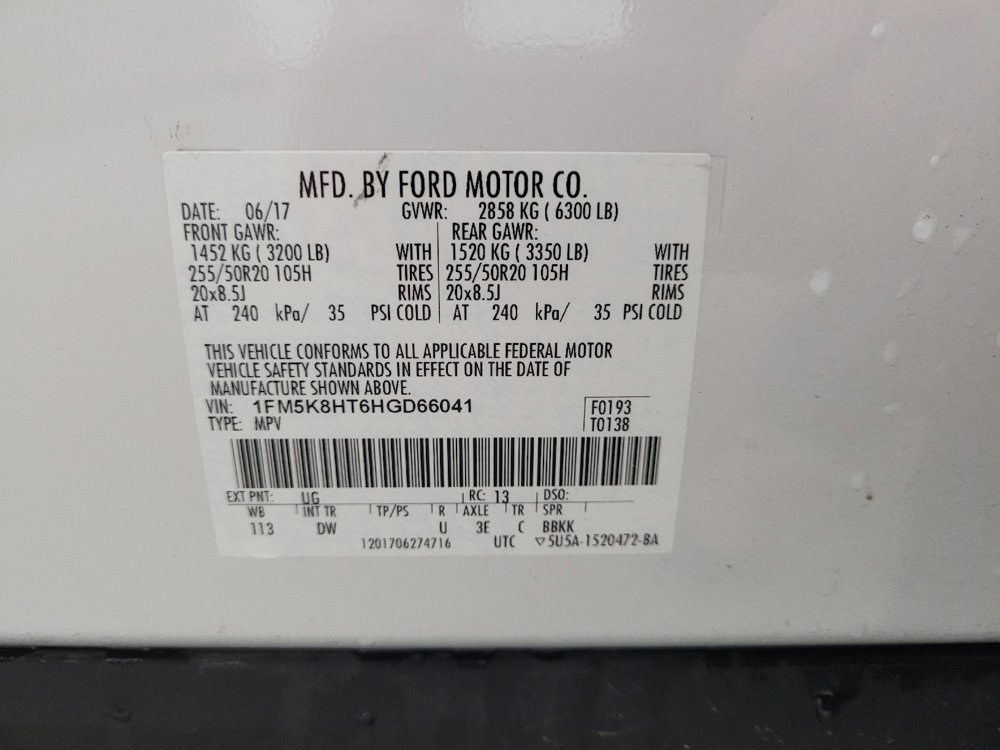 MFD. BY FORD MOTOR CO.
DATE: 06/17 GVWR: 2858 KG ( 6300 LB)
FRONT GAWR: REAR GAWR:
1452 KG ( 3200 LB) WITH 1520 KG ( 3350 LB) WITH
255/50R20 105H TIRES 255/50R20 105H TIRES
20x8.5J RIMS 20x8.5J RIMS
AT 240 kPa/ 35 PSI COLD AT 240 kPa/ 35 PSI COLD
THIS VEHICLE CONFORMS TO ALL APPLICABLE FEDERAL MOTOR
VEHICLE SAFETY STANDARDS IN EFFECT ON THE DATE OF
MANUFACTURE SHOWN ABOVE.
VIN: 1FM5K8HT6HGD66041 F0193
TYPE: MPV T0138
EXT PNT: UG RC: 13 DSO:
WB INT TR TP/PS R AXLE TR SPR
113 DW U 3E C BBKK
1201706274716 UTC ▽5U5A-1520472-BA